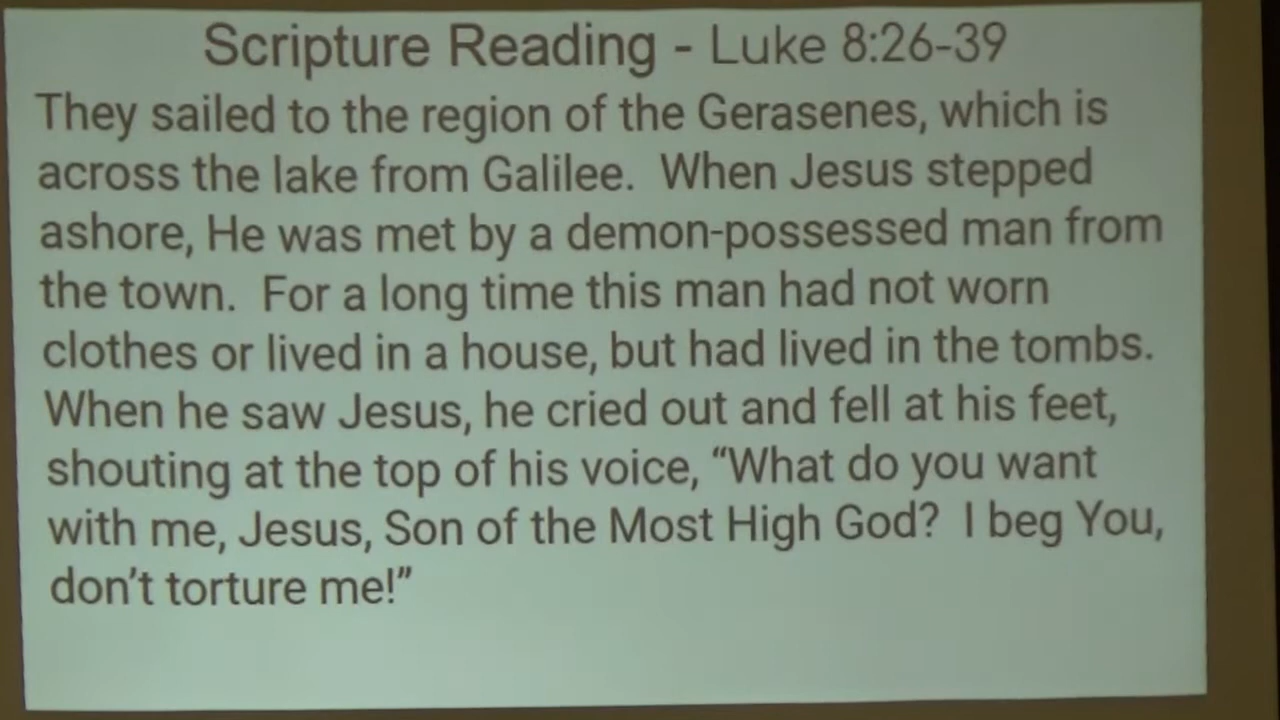 Scripture Reading - Luke 8:26-39
They sailed to the region of the Gerasenes, which is
across the lake from Galilee.  When Jesus stepped
ashore, He was met by a demon-possessed man from
the town.  For a long time this man had not worn
clothes or lived in a house, but had lived in the tombs.
When he saw Jesus, he cried out and fell at his feet,
shouting at the top of his voice, “What do you want
with me, Jesus, Son of the Most High God?  I beg You,
don’t torture me!”